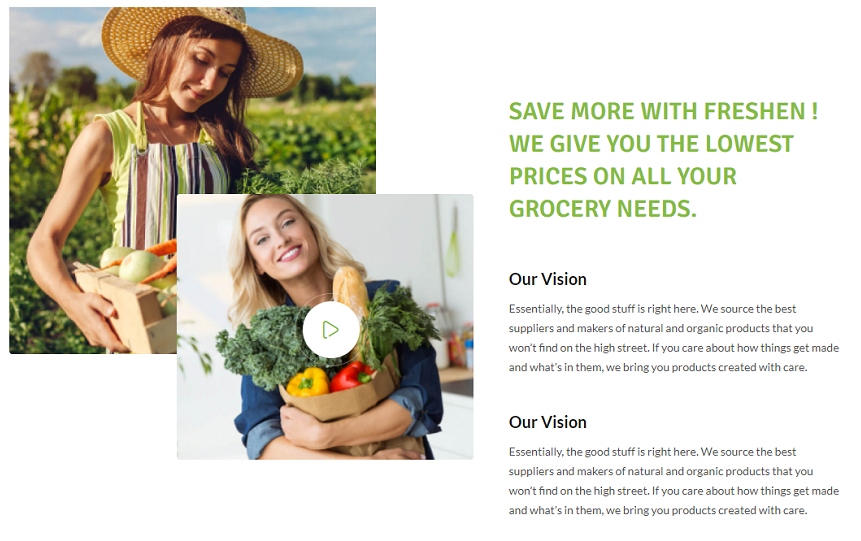 SAVE MORE WITH FRESHEN !
WE GIVE YOU THE LOWEST
PRICES ON ALL YOUR
GROCERY NEEDS.
Our Vision
Essentially, the good stuff is right here. We source the best
suppliers and makers of natural and organic products that you
won't find on the high street. If you care about how things get made
and what's in them, we bring you products created with care.
Our Vision
Essentially, the good stuff is right here. We source the best
suppliers and makers of natural and organic products that you
won't find on the high street. If you care about how things get made
and what's in them, we bring you products created with care.